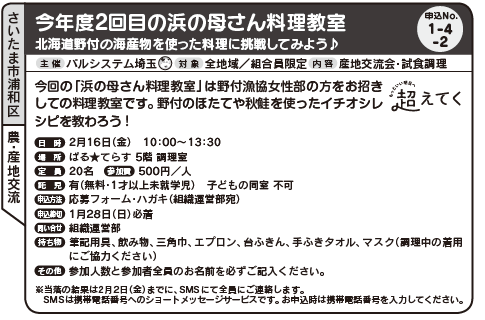 さいたま市浦和区
農・産地交流
今年度2回目の浜の母さん料理教室
北海道野付の海産物を使った料理に挑戦してみよう♪
申込No.
1-4
-2
主催 パルシステム埼玉 対象 全地域/組合員限定 内容 産地交流会・試食調理
今回の「浜の母さん料理教室」は野付漁協女性部の方をお招き
しての料理教室です。野付のほたてや秋鮭を使ったイチオシレ
シピを教わろう!
超えてく
日時 2月16日(金) 10:00〜13:30
場所 ぱる★てらす 5階 調理室
定員 20名 参加費 500円/人
託児 有(無料・1才以上未就学児) 子どもの同室 不可
申込方法 応募フォーム・ハガキ(組織運営部宛)
申込締切 1月28日(日)必着
問い合せ 組織運営部
持ち物 筆記用具、飲み物、三角巾、エプロン、台ふきん、手ふきタオル、マスク(調理中の着用
にご協力ください)
その他 参加人数と参加者全員のお名前を必ずご記入ください。
※当落の結果は2月2日(金)までに、SMSにて全員にご連絡します。
SMSは携帯電話番号へのショートメッセージサービスです。お申込時は携帯電話番号を入力してください。